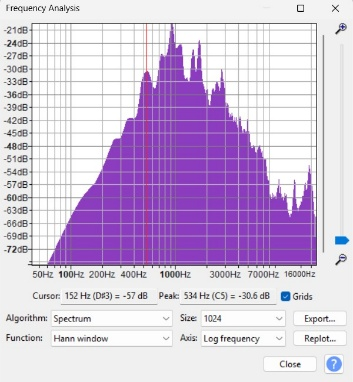 Frequency Analysis
-21dB
-24dB
-27dB
-30dB
-33dB
-36dB
-39dB
-42dB
-45dB
-48dB
-51dB
-54dB
-57dB
-60dB
-63dB
-66dB
-69dB
-72dB
50Hz 100Hz 200Hz 400Hz 1000Hz 3000Hz 7000Hz 16000Hz
Cursor: 152 Hz (D#3) = -57 dB Peak: 534 Hz (C5) = -30.6 dB Grids
Algorithm: Spectrum Size: 1024 Export...
Function: Hann window Axis: Log frequency Replot...
Close ?